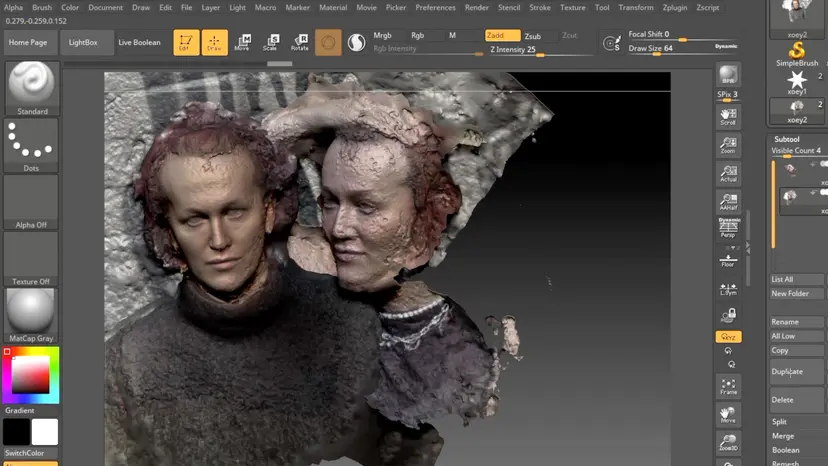 Alpha Brush Color Document Draw Edit File Layer Light Macro Marker Material Movie Picker Preferences Render Stencil Stroke Texture Tool Transform Zplugin Zscript
0.279,-0.259,0.152
Home Page
LightBox
Live Boolean
Edit
Draw
Move
Scale
Rotate
Mrgb
Rgb
M
Rgb Intensity
Zadd
Zsub
Zcut
Z Intensity 25
Focal Shift 0
Draw Size 64
Dynamic
Standard
Dots
Alpha Off
Texture Off
MatCap Gray
Gradient
SwitchColor
BPR
SPix 3
Scroll
Zoom
Actual
AAHalf
Dynamic
Persp
Floor
L.Sym
XYZ
Frame
Move
Zoom3D
xoey2
SimpleBrush
2
xoey1
2
xoey2
Subtool
Visible Count 4
List All
New Folder
Rename
All Low
Copy
Duplicate
Delete
Split
Merge
Boolean
Remesh